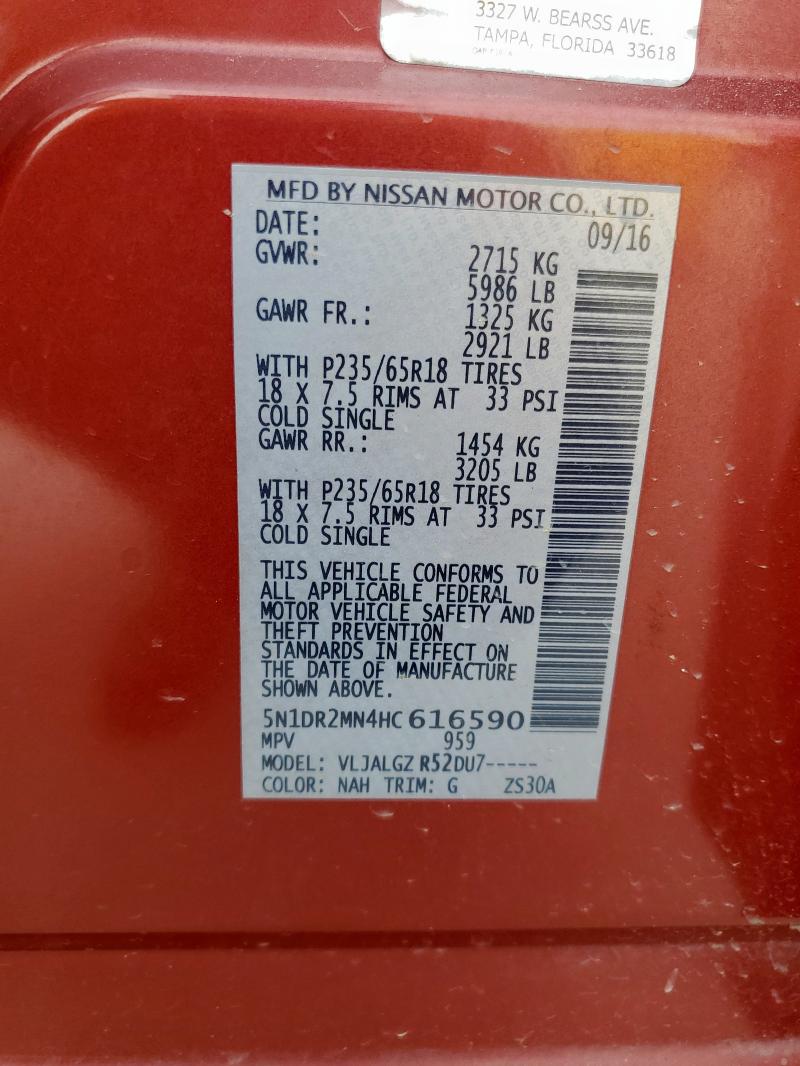 3327 W. BEARSS AVE.
TAMPA, FLORIDA 33618
MFD BY NISSAN MOTOR CO., LTD.
DATE: 09/16
GVWR: 2715 KG
5986 LB
GAWR FR.: 1325 KG
2921 LB
WITH P235/65R18 TIRES
18 X 7.5 RIMS AT 33 PSI
COLD SINGLE
GAWR RR.: 1454 KG
3205 LB
WITH P235/65R18 TIRES
18 X 7.5 RIMS AT 33 PSI
COLD SINGLE
THIS VEHICLE CONFORMS TO
ALL APPLICABLE FEDERAL
MOTOR VEHICLE SAFETY AND
THEFT PREVENTION
STANDARDS IN EFFECT ON
THE DATE OF MANUFACTURE
SHOWN ABOVE.
5N1DR2MN4HC616590
MPV 959
MODEL: VLJALGZ R52DU7-----
COLOR: NAH TRIM: G ZS30A